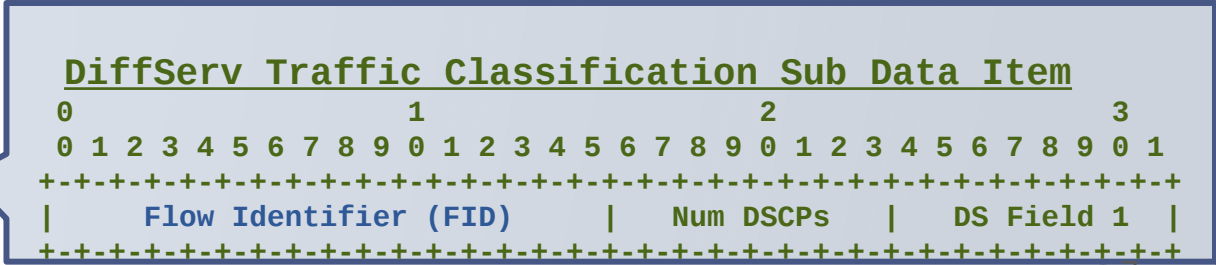 DiffServ Traffic Classification Sub Data Item
 0                   1                   2                   3
 0 1 2 3 4 5 6 7 8 9 0 1 2 3 4 5 6 7 8 9 0 1 2 3 4 5 6 7 8 9 0 1
+-+-+-+-+-+-+-+-+-+-+-+-+-+-+-+-+-+-+-+-+-+-+-+-+-+-+-+-+-+-+-+-+
|     Flow Identifier (FID)     |   Num DSCPs   |   DS Field 1  |
+-+-+-+-+-+-+-+-+-+-+-+-+-+-+-+-+-+-+-+-+-+-+-+-+-+-+-+-+-+-+-+-+